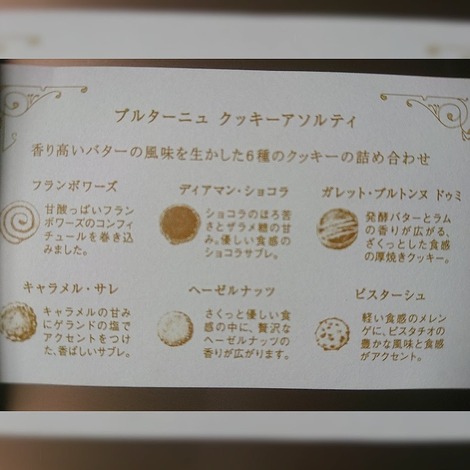 ブルターニュ クッキーアソルティ
香り高いバターの風味を生かした6種のクッキーの詰め合わせ
フランボワーズ
甘酸っぱいフラン
ボワーズのコンフィ
チュールを巻き込
みました。
ディアマン・ショコラ
ショコラのほろ苦
さとザラメ糖の甘
み。優しい食感の
ショコラサブレ。
ガレット・ブルトンヌ ドゥミ
発酵バターとラム
の香りが広がる、
ざくっとした食感
の厚焼きクッキー。
キャラメル・サレ
キャラメルの甘み
にゲランドの塩で
アクセントをつけ
た、香ばしいサブレ。
ヘーゼルナッツ
さくっと優しい食
感の中に、贅沢な
ヘーゼルナッツの
香りが広がります。
ピスターシュ
軽い食感のメレン
ゲに、ピスタチオの
豊かな風味と食感
がアクセント。